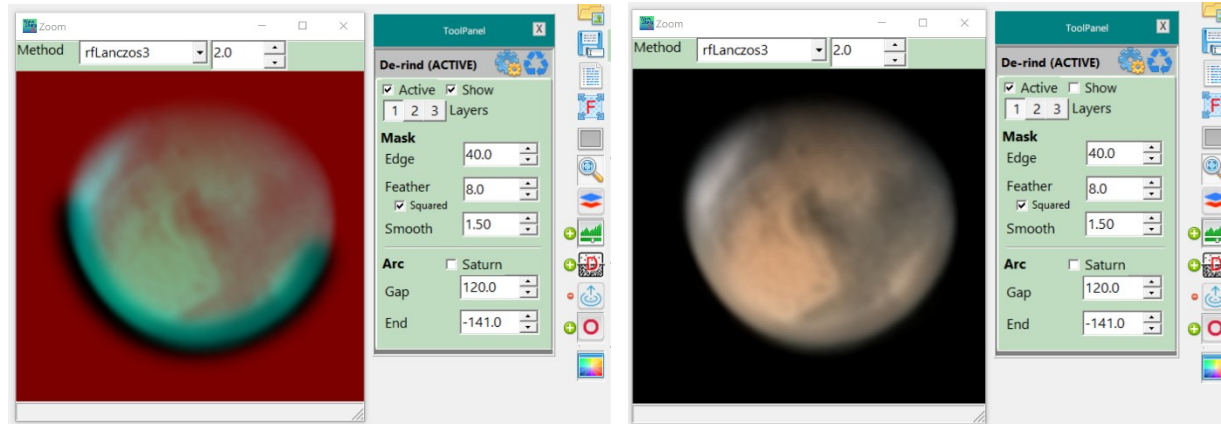 Zoom
Method rfLanczos3 2.0
ToolPanel X
De-rind (ACTIVE)
Active Show
1 2 3 Layers
Mask
Edge 40.0
Feather 8.0
Squared
Smooth 1.50
Arc Saturn
Gap 120.0
End -141.0
F
D
Zoom
Method rfLanczos3 2.0
ToolPanel X
De-rind (ACTIVE)
Active Show
1 2 3 Layers
Mask
Edge 40.0
Feather 8.0
Squared
Smooth 1.50
Arc Saturn
Gap 120.0
End -141.0
F
D